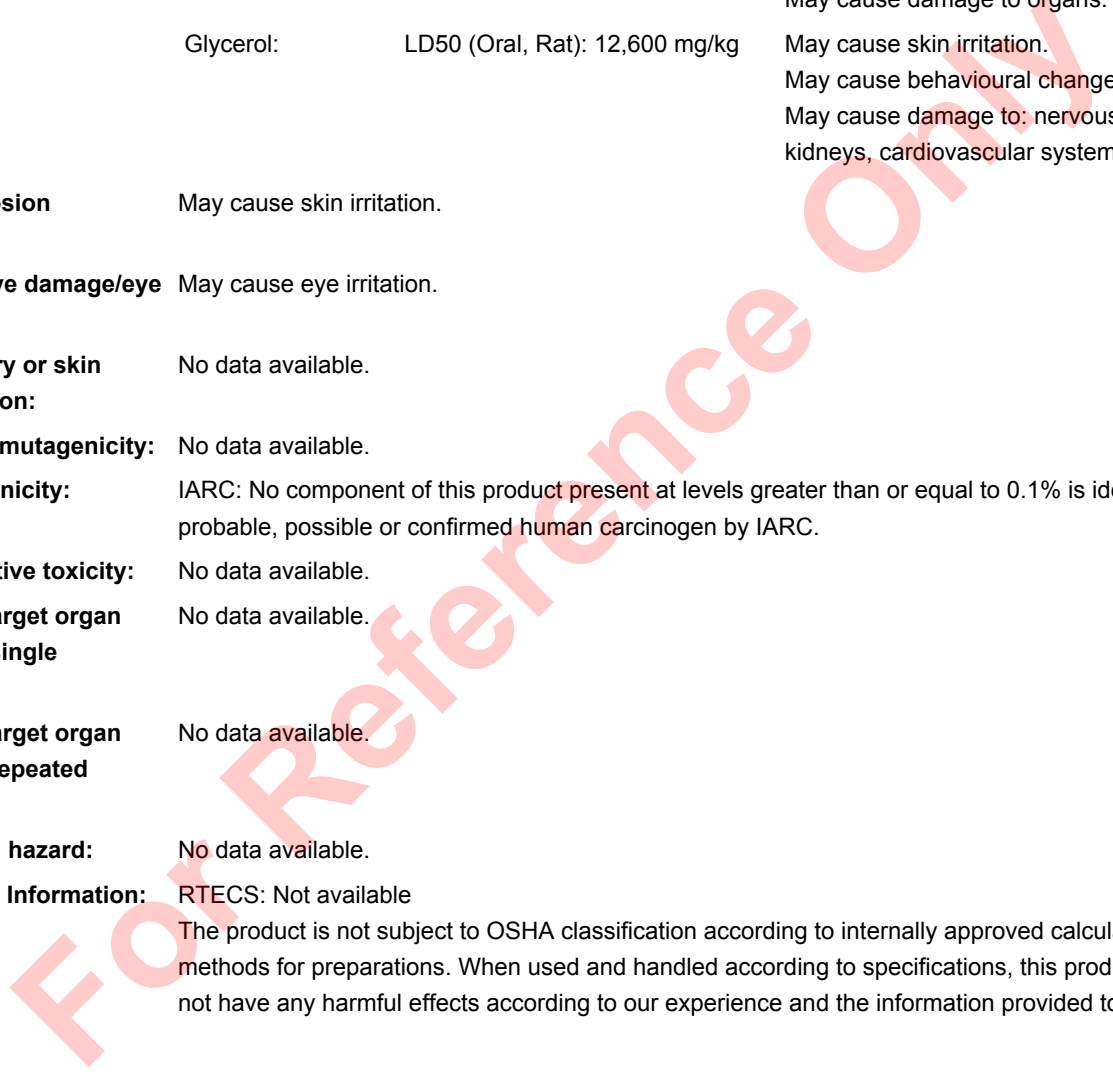 May cause damage to organs.
Glycerol: LD50 (Oral, Rat): 12,600 mg/kg May cause skin irritation.
May cause behavioural change
May cause damage to: nervous
kidneys, cardiovascular system
sion May cause skin irritation.
ve damage/eye May cause eye irritation.
ry or skin No data available.
on:
mutagenicity: No data available.
nicity: IARC: No component of this product present at levels greater than or equal to 0.1% is ide
probable, possible or confirmed human carcinogen by IARC.
tive toxicity: No data available.
arget organ No data available.
single
arget organ No data available.
epeated
hazard: No data available.
Information: RTECS: Not available
The product is not subject to OSHA classification according to internally approved calcula
methods for preparations. When used and handled according to specifications, this prod
not have any harmful effects according to our experience and the information provided to
For Reference Only